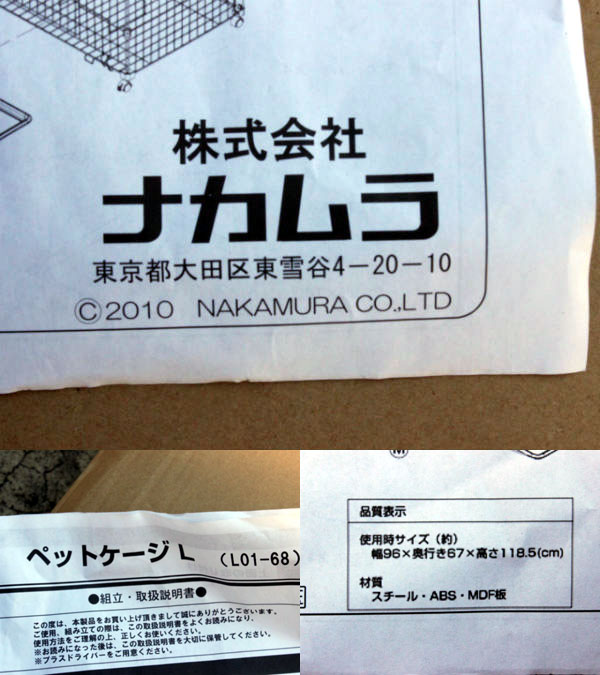 株式会社
ナカムラ
東京都大田区東雪谷4-20-10
©2010 NAKAMURA CO.,LTD
ペットケージL (L01-68)
●組立・取扱説明書●
この度は、本製品をお買い上げ頂きまして誠にありがとうございます。
ご使用、組み立ての際は、この取扱説明書をよくお読みになり、
使用方法をご理解の上、正しくお使いください。
※お読みになった後は、この取扱説明書を大切に保管してください。
※プラスドライバーをご用意ください。
M
品質表示
使用時サイズ(約)
幅96×奥行き67×高さ118.5(cm)
材質
スチール・ABS・MDF板